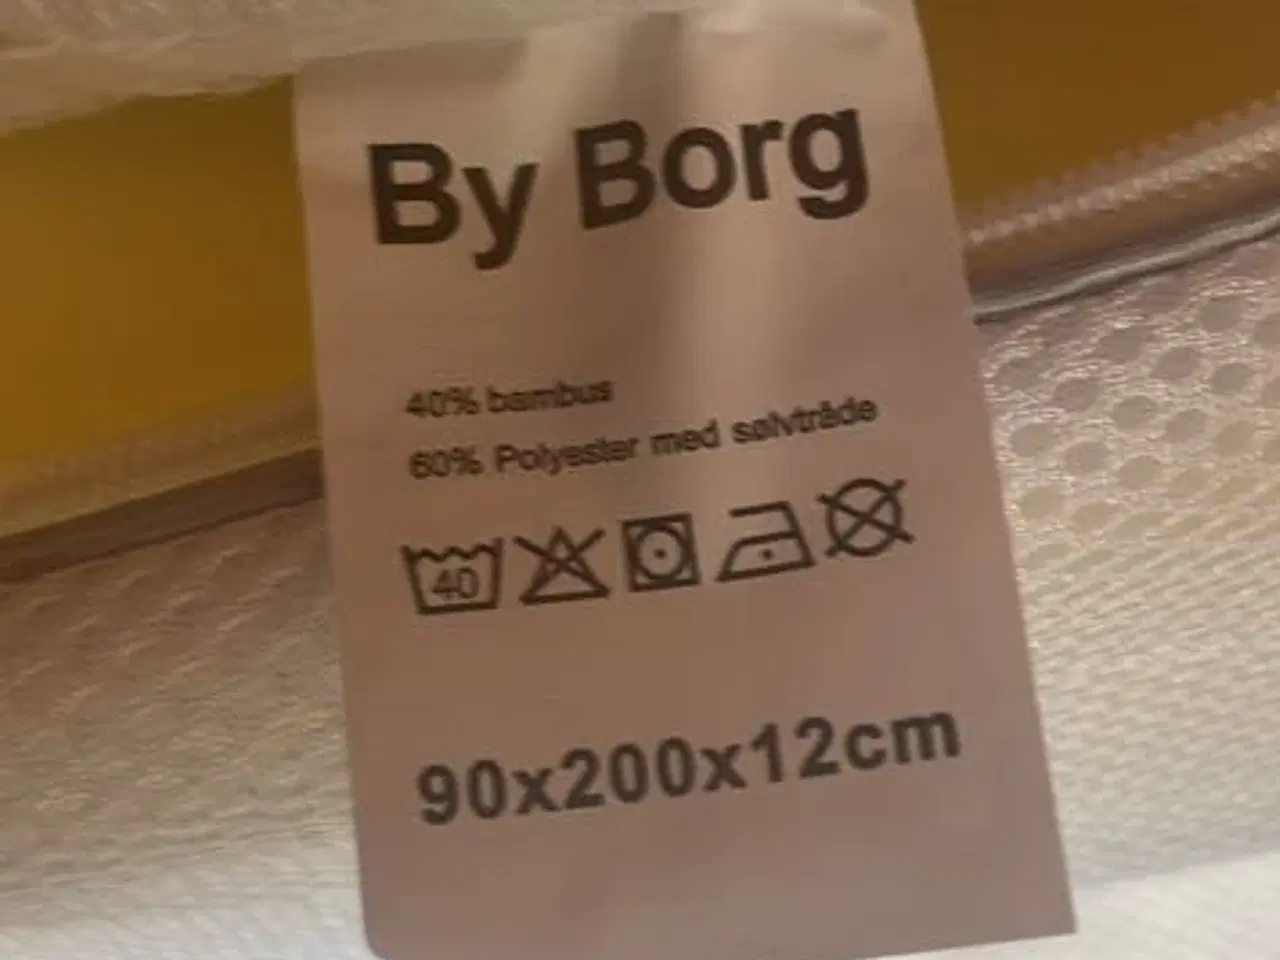 By Borg
40% bambus
60% Polyester med sølvtråde
40
90x200x12cm